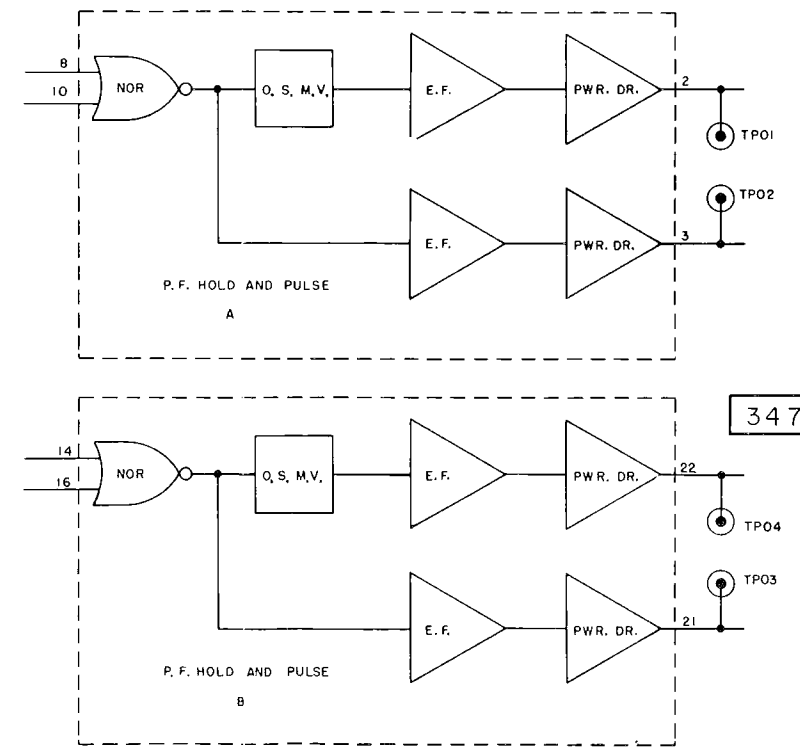 8
10
NOR
O. S. M. V.
E. F.
PWR. DR.
2
TP01
TP02
E. F.
PWR. DR.
3
P. F. HOLD AND PULSE
A
347
14
16
NOR
O. S. M. V.
E. F.
PWR. DR.
22
TP04
TP03
E. F.
PWR. DR.
21
P. F. HOLD AND PULSE
B